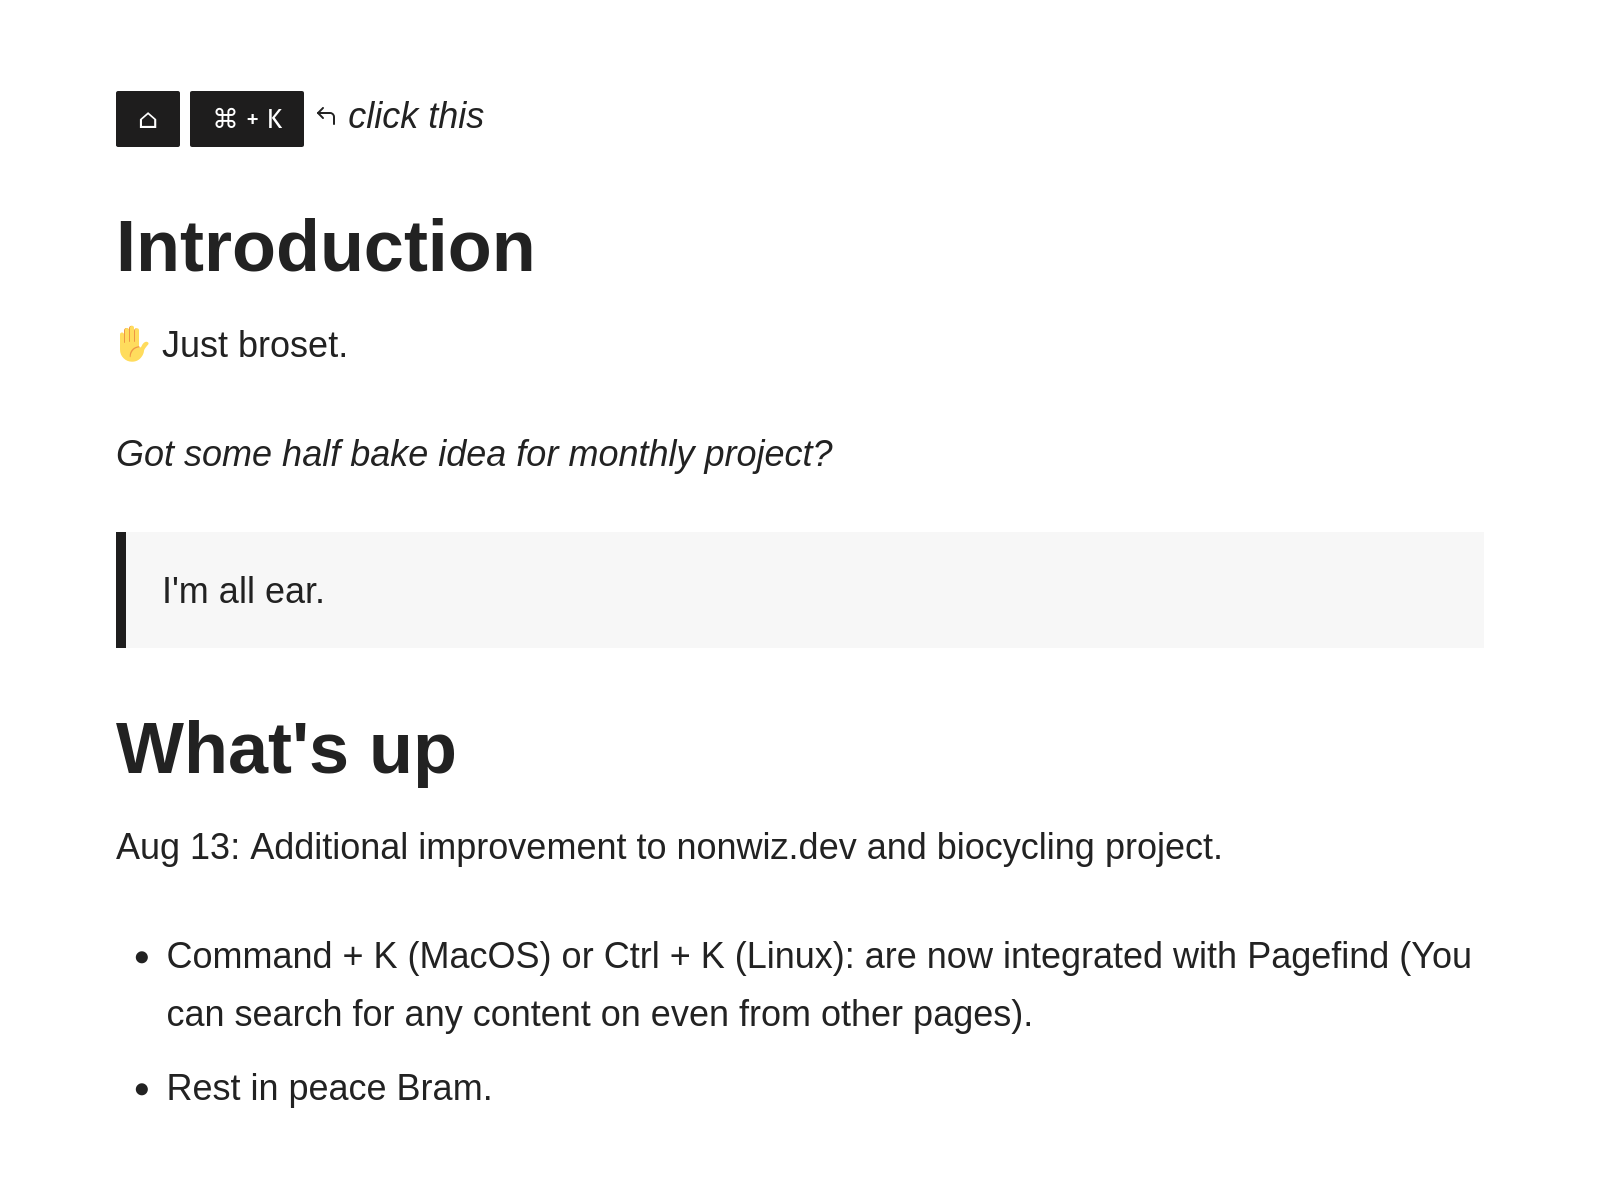 ⌘ + K click this
Introduction
✋ Just broset.
Got some half bake idea for monthly project?
I'm all ear.
What's up
Aug 13: Additional improvement to nonwiz.dev and biocycling project.
• Command + K (MacOS) or Ctrl + K (Linux): are now integrated with Pagefind (You
can search for any content on even from other pages).
• Rest in peace Bram.